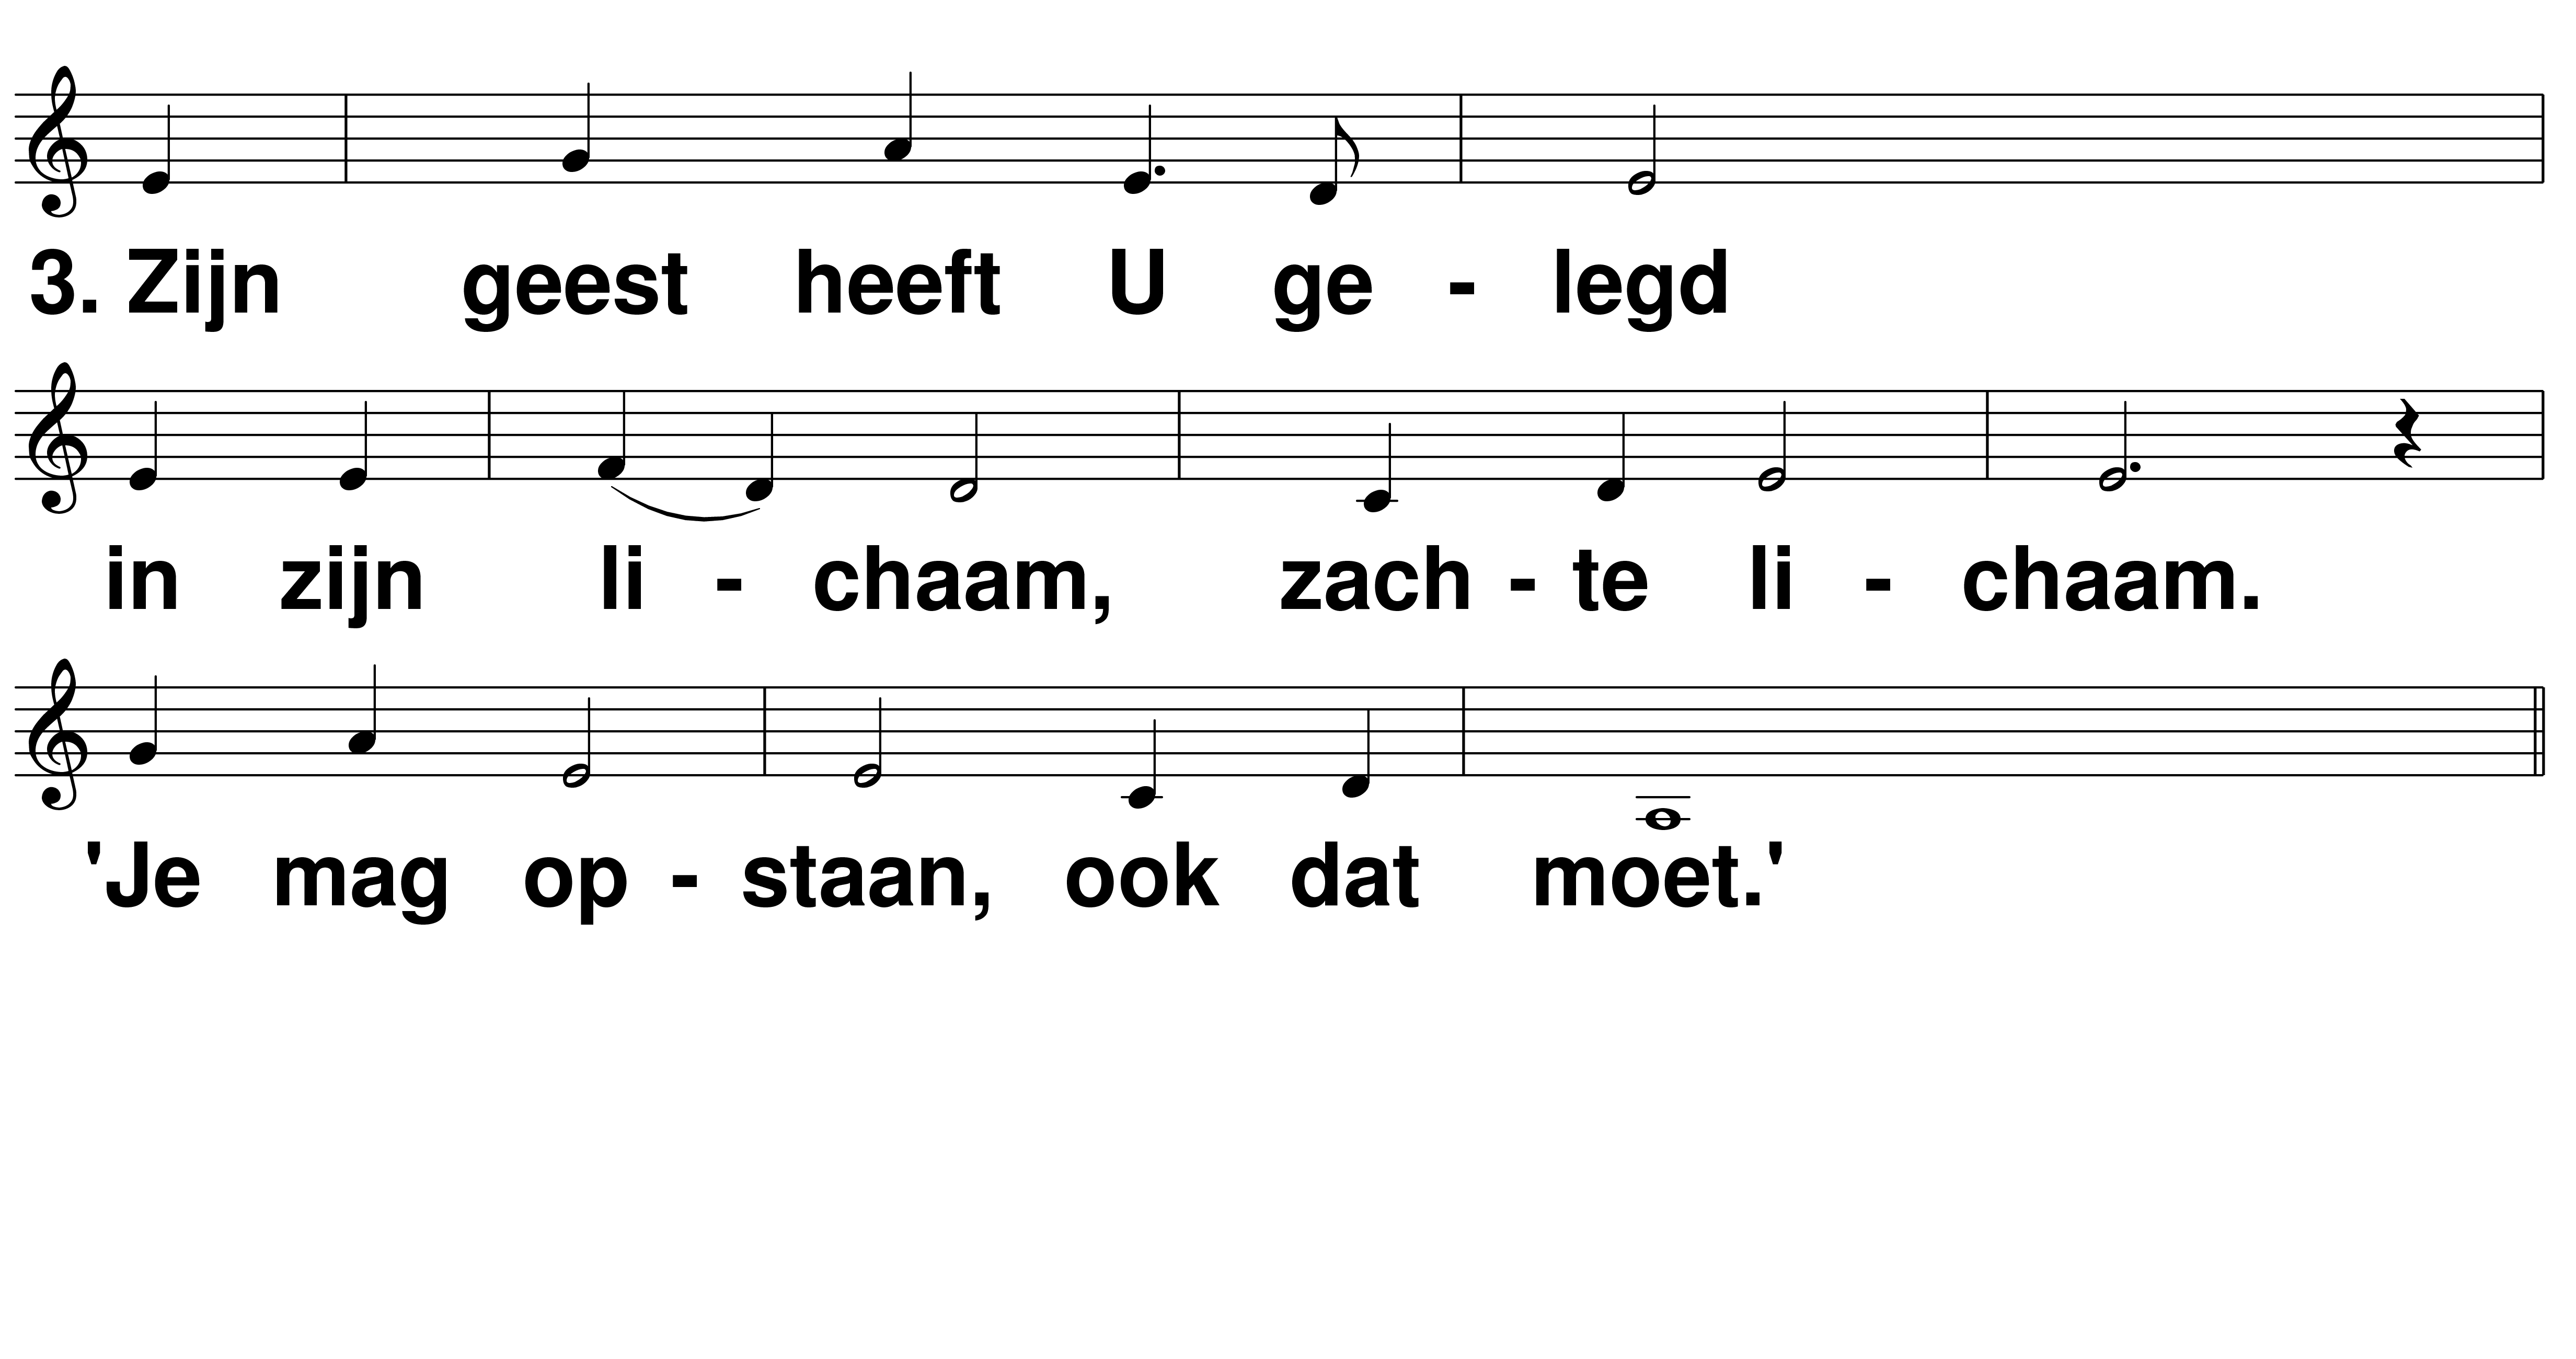 3. Zijn geest heeft U ge - legd
in zijn li - chaam, zach - te li - chaam.
'Je mag op - staan, ook dat moet.'